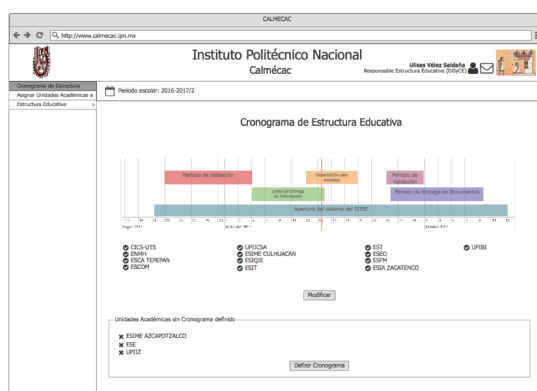 CALMECAC
http://www.calmecac.ipn.mx
Instituto Politécnico Nacional
Calmécac
Ulises Vélez Saldaña
Responsable Estructura Educativa (DGyCE)
Cronograma de Estructura
Asignar Unidades Académicas a
Estructura Educativa >
Periodo escolar: 2016-2017/2
Cronograma de Estructura Educativa
Periodo de Validación
Capacitación para
Periodo de
Validación
Límite de Entrega
de Información
Periodo de Entrega de Documentos
Apertura del sistema del
CICS-UTS
ENMH
ESCA TEPEPAN
ESCOM
UPIICSA
ESIME CULHUACAN
ESIQIE
ESIT
EST
ESEO
ESFM
ESIA ZACATENCO
UPIBI
Modificar
Unidades Académicas sin Cronograma definido
ESIME AZCAPOTZALCO
ESE
UPIIZ
Definir Cronograma